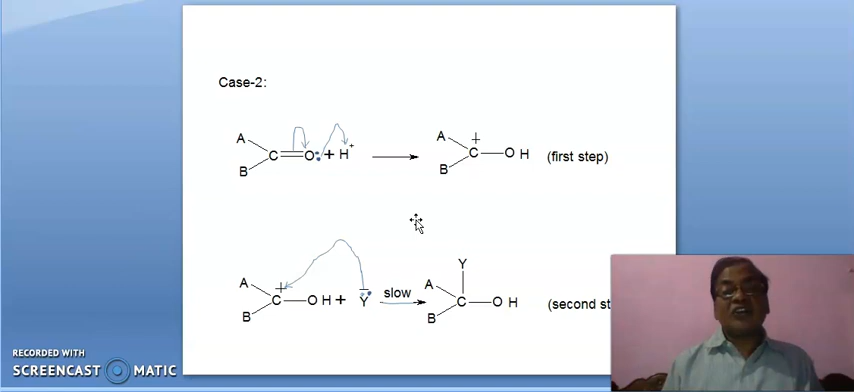 Case-2:
A
B
C=O: + H+
A
B
+
C—O H (first step)
A
B
+
C—O H + Y slow
Y
A
B
C—O H (second st
RECORDED WITH
SCREENCAST MATIC